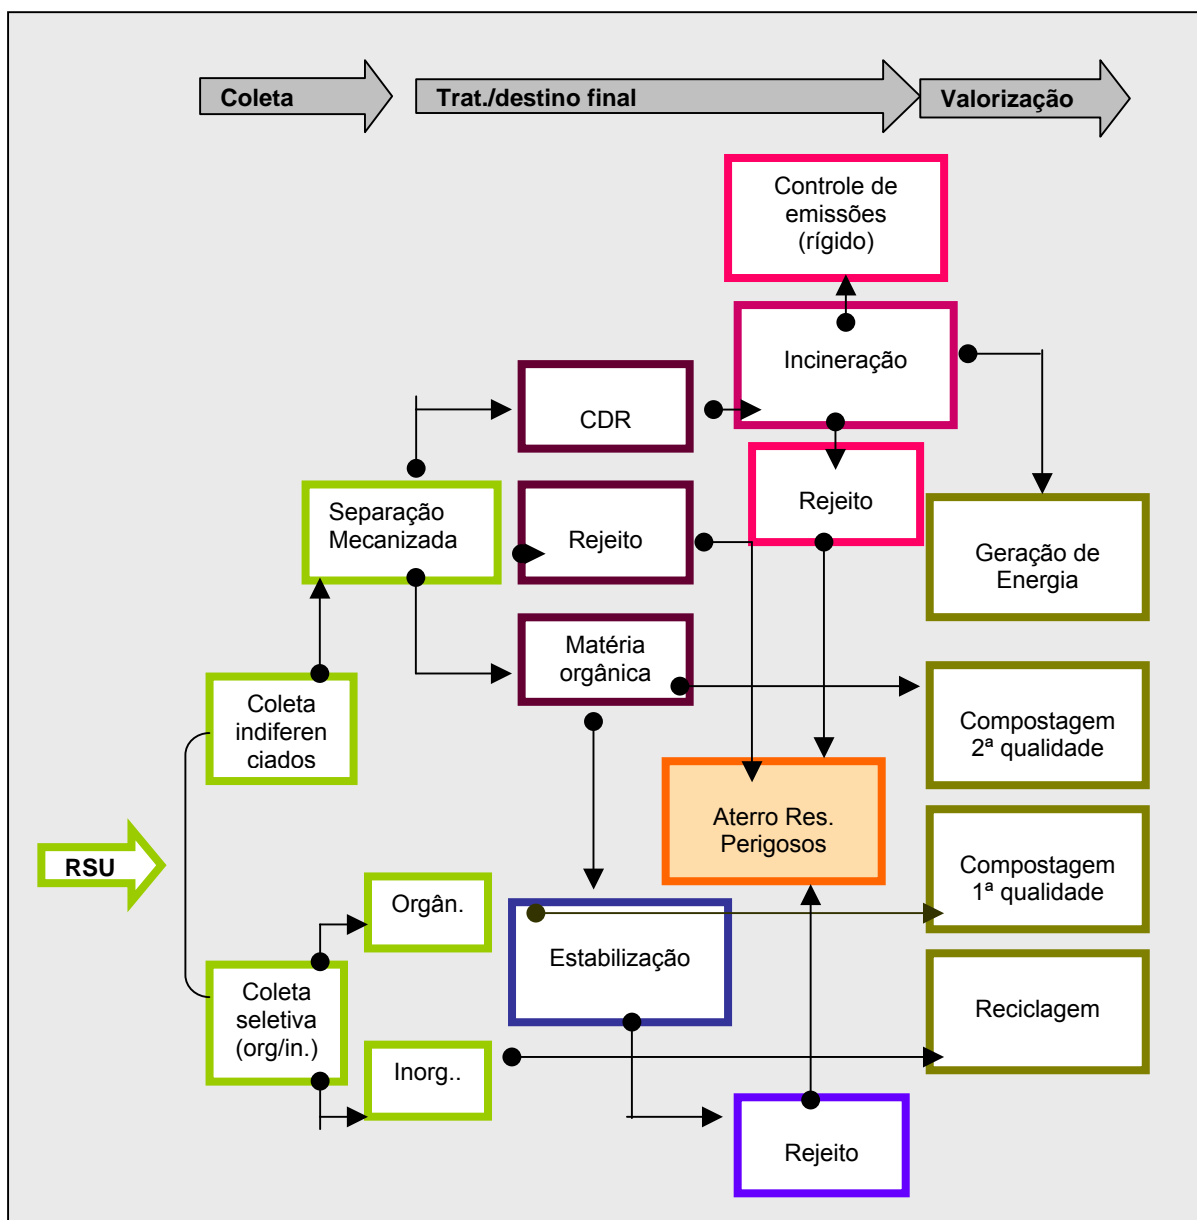 Coleta
Trat./destino final
Valorização
Controle de
emissões
(rígido)
Incineração
CDR
Rejeito
Separação
Mecanizada
Rejeito
Geração de
Energia
Matéria
orgânica
Coleta
indiferen
ciados
Compostagem
2ª qualidade
Aterro Res.
Perigosos
RSU
Compostagem
1ª qualidade
Orgân.
Estabilização
Coleta
seletiva
(org/in.)
Reciclagem
Inorg..
Rejeito